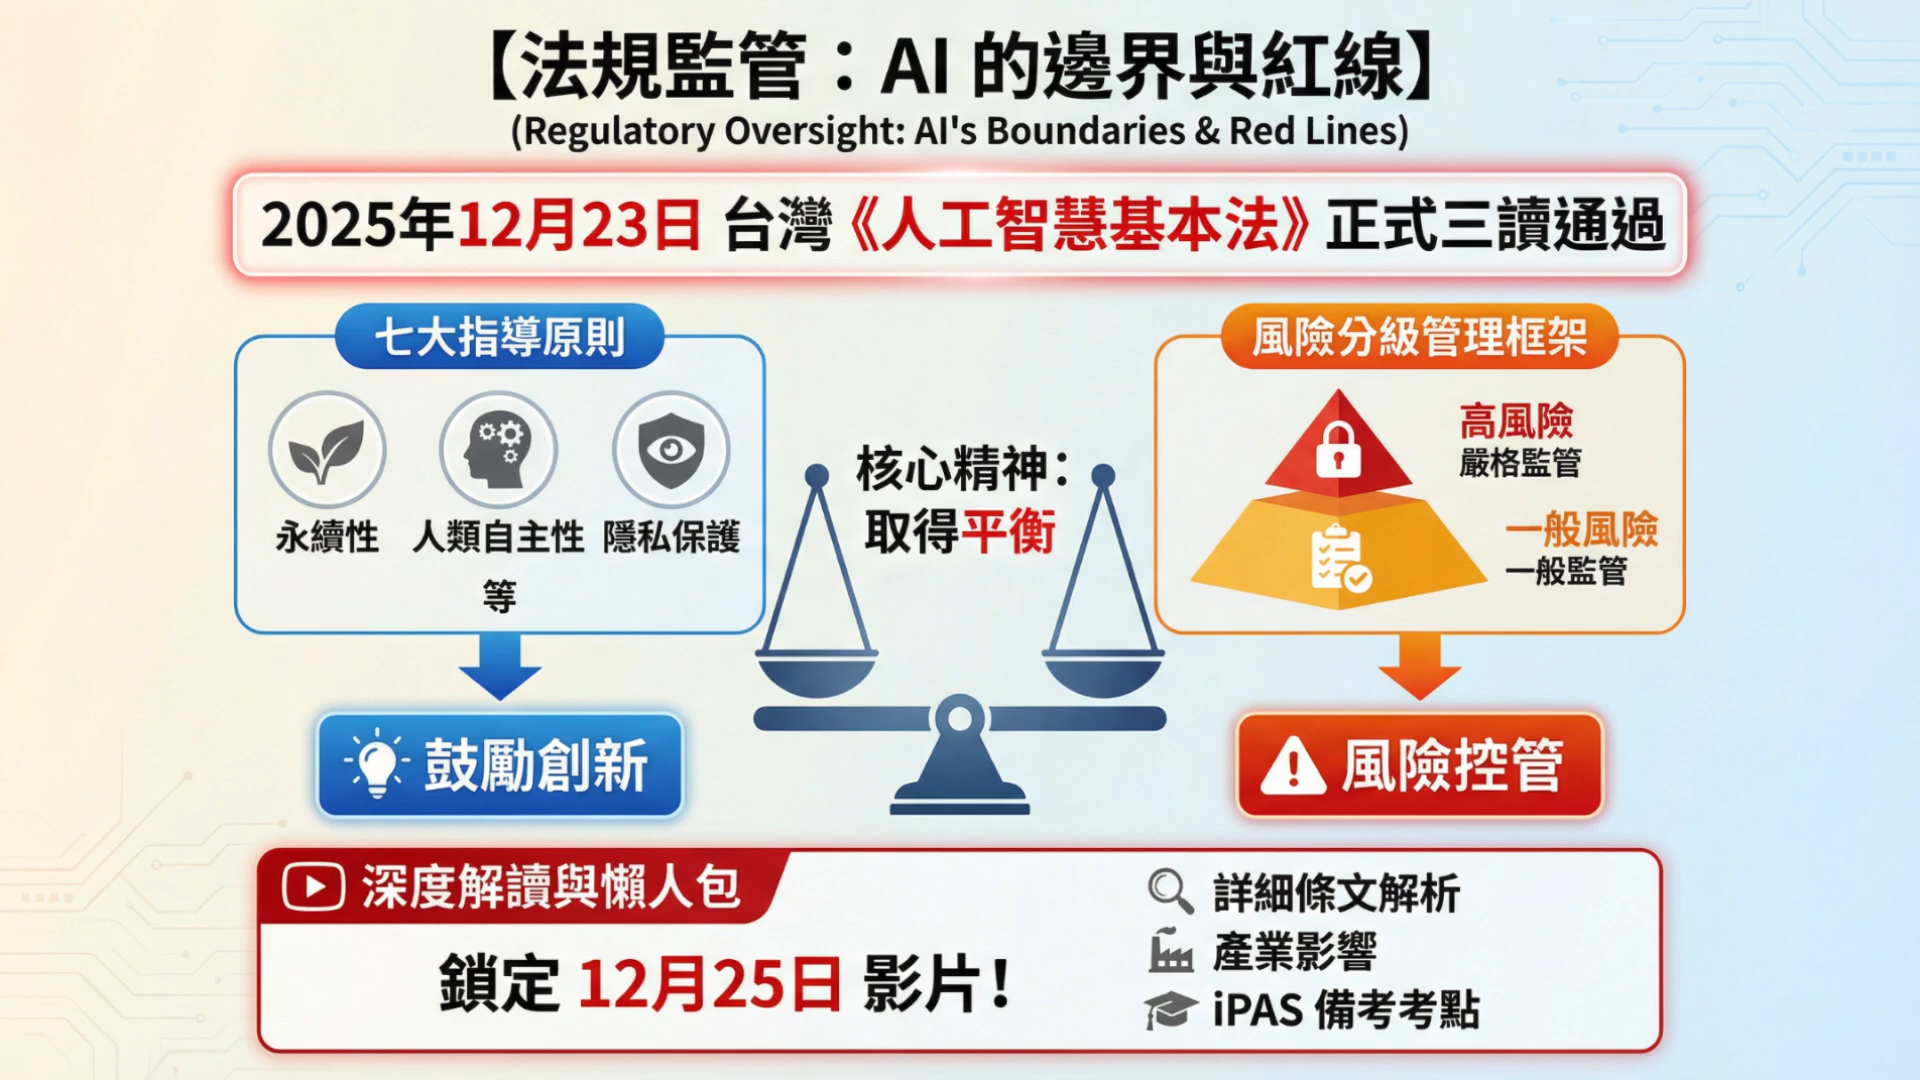 【法規監管：AI 的邊界與紅線】
(Regulatory Oversight: AI's Boundaries & Red Lines)
2025年12月23日 台灣《人工智慧基本法》正式三讀通過
七大指導原則
永續性
人類自主性
隱私保護
等
鼓勵創新
核心精神：
取得平衡
風險分級管理框架
高風險
嚴格監管
一般風險
一般監管
風險控管
深度解讀與懶人包
鎖定 12月25日 影片！
詳細條文解析
產業影響
iPAS 備考考點